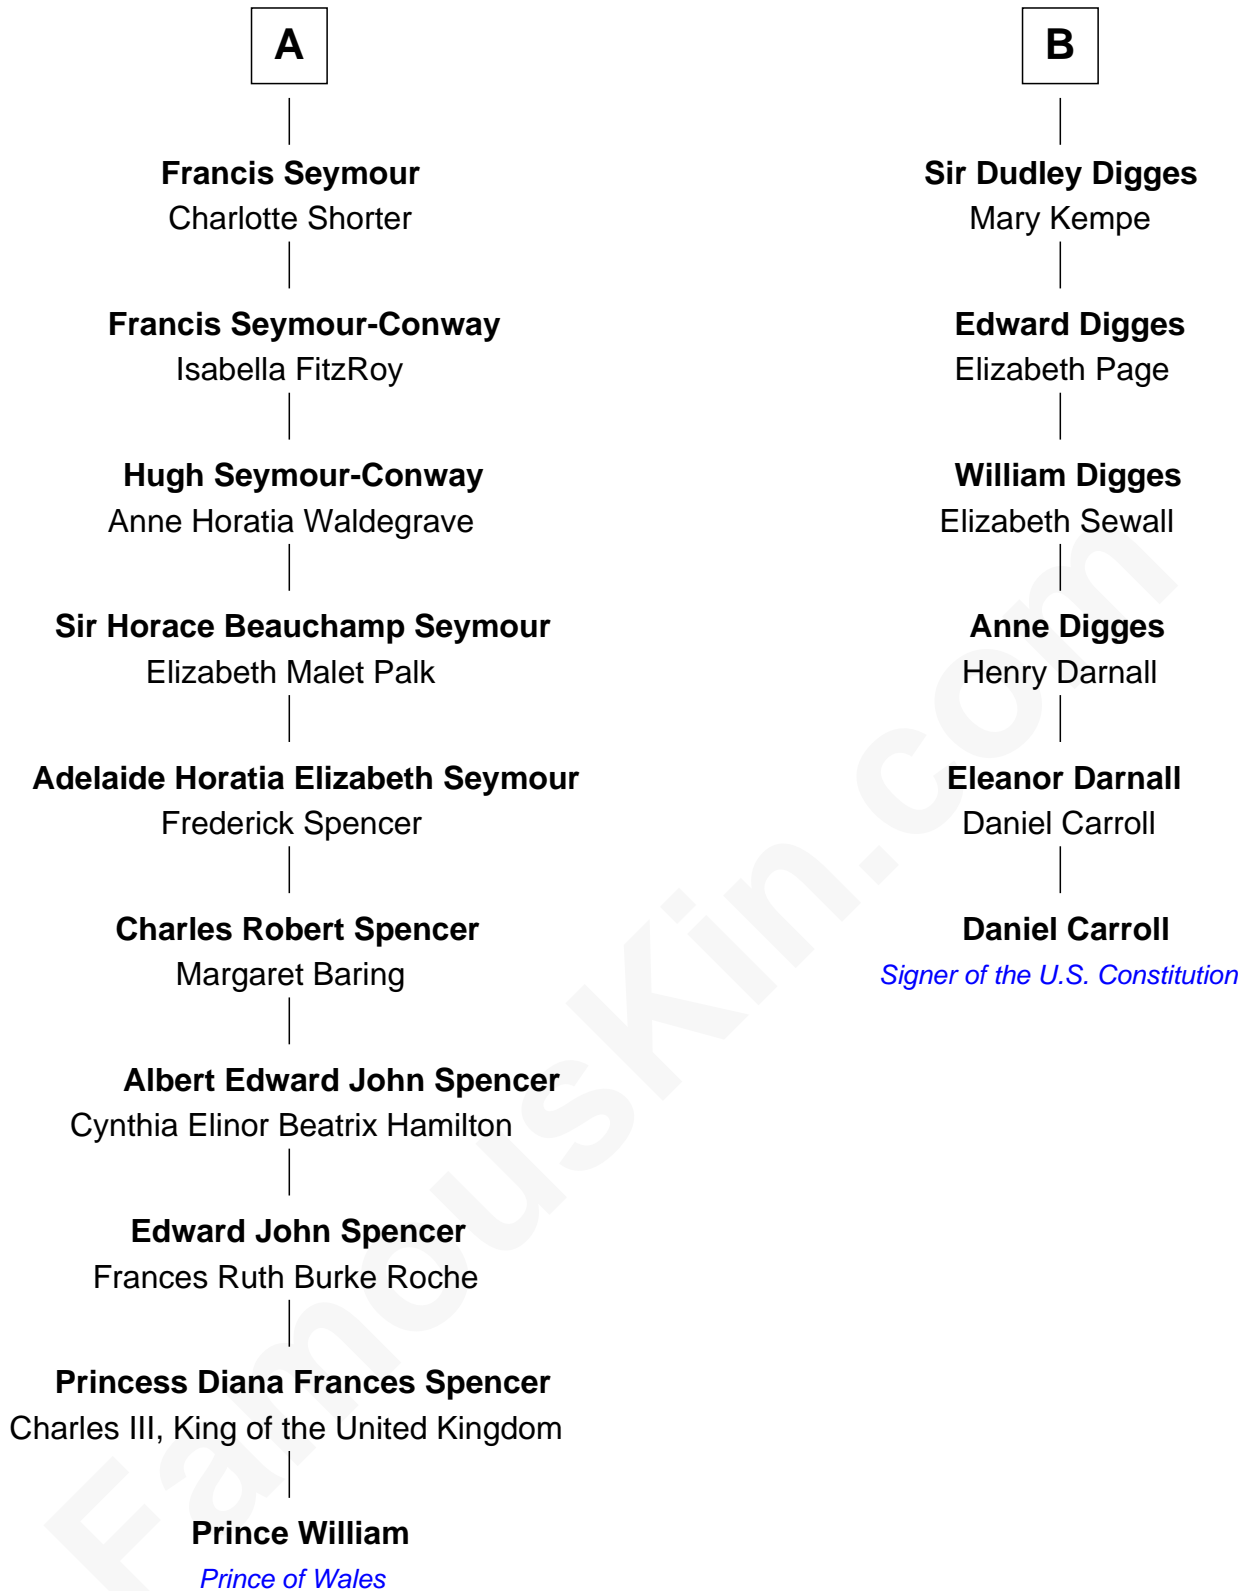 A
Francis Seymour
Charlotte Shorter
Francis Seymour-Conway
Isabella FitzRoy
Hugh Seymour-Conway
Anne Horatia Waldegrave
Sir Horace Beauchamp Seymour
Elizabeth Malet Palk
Adelaide Horatia Elizabeth Seymour
Frederick Spencer
Charles Robert Spencer
Margaret Baring
Albert Edward John Spencer
Cynthia Elinor Beatrix Hamilton
Edward John Spencer
Frances Ruth Burke Roche
Princess Diana Frances Spencer
Charles III, King of the United Kingdom
Prince William
Prince of Wales
B
Sir Dudley Digges
Mary Kempe
Edward Digges
Elizabeth Page
William Digges
Elizabeth Sewall
Anne Digges
Henry Darnall
Eleanor Darnall
Daniel Carroll
Daniel Carroll
Signer of the U.S. Constitution
FamousKin.com